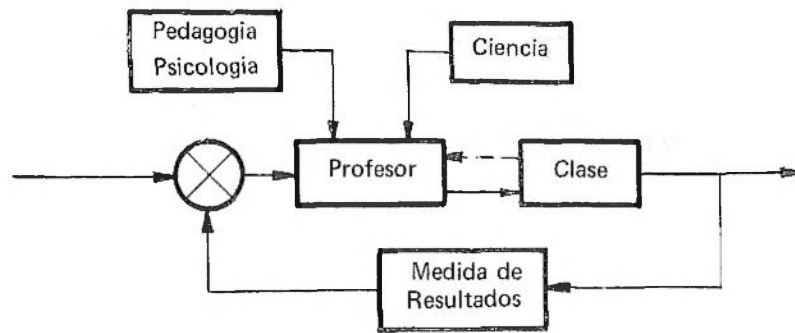 Pedagogia
Psicologia
Ciencia
Profesor
Clase
Medida de
Resultados